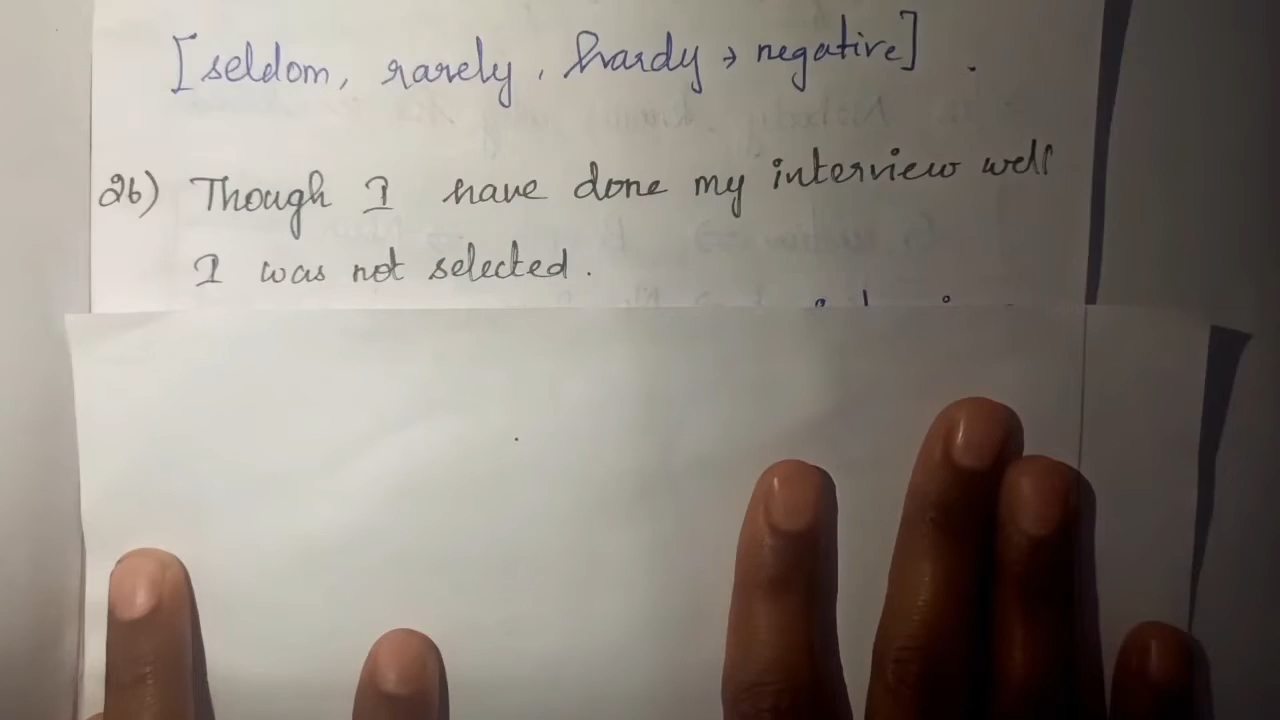 [seldom, rarely, hardy → negative].
26) Though I have done my interview well
I was not selected.